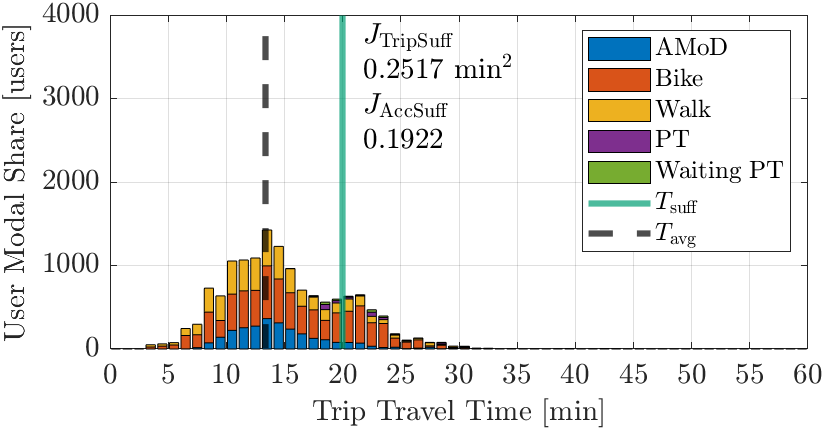 4000
3000
2000
1000
0
User Modal Share [users]
J_TripSuff
0.2517 min²
J_AccSuff
0.1922
AMoD
Bike
Walk
PT
Waiting PT
T_suff
T_avg
0 5 10 15 20 25 30 35 40 45 50 55 60
Trip Travel Time [min]